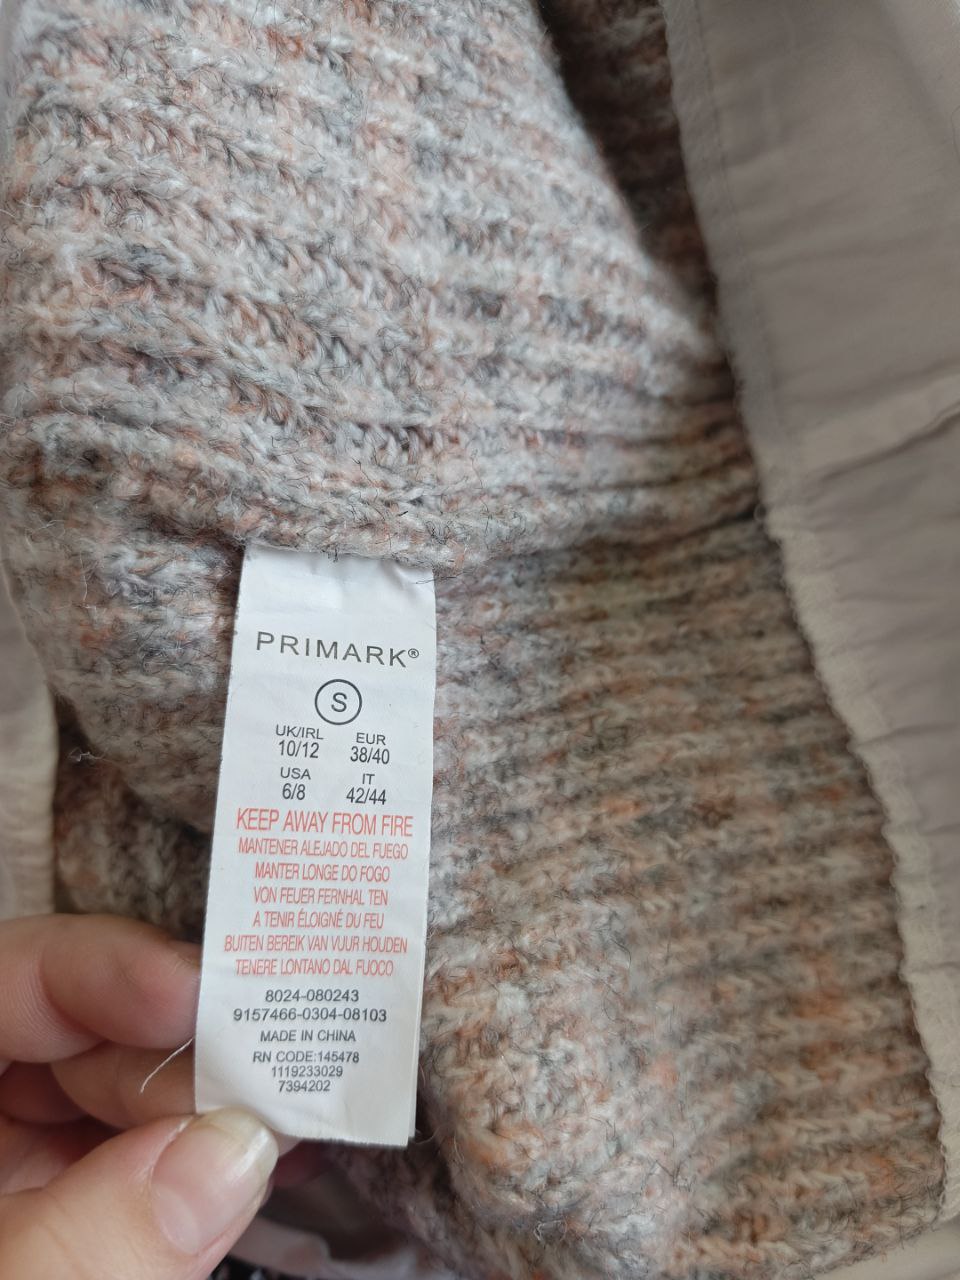 PRIMARK®
S
UK/IRL EUR
10/12 38/40
USA IT
6/8 42/44
KEEP AWAY FROM FIRE
MANTENER ALEJADO DEL FUEGO
MANTER LONGE DO FOGO
VON FEUER FERNHAL TEN
A TENIR ÉLOIGNÉ DU FEU
BUITEN BEREIK VAN VUUR HOUDEN
TENERE LONTANO DAL FUOCO
8024-080243
9157466-0304-08103
MADE IN CHINA
RN CODE:145478
1119233029
7394202